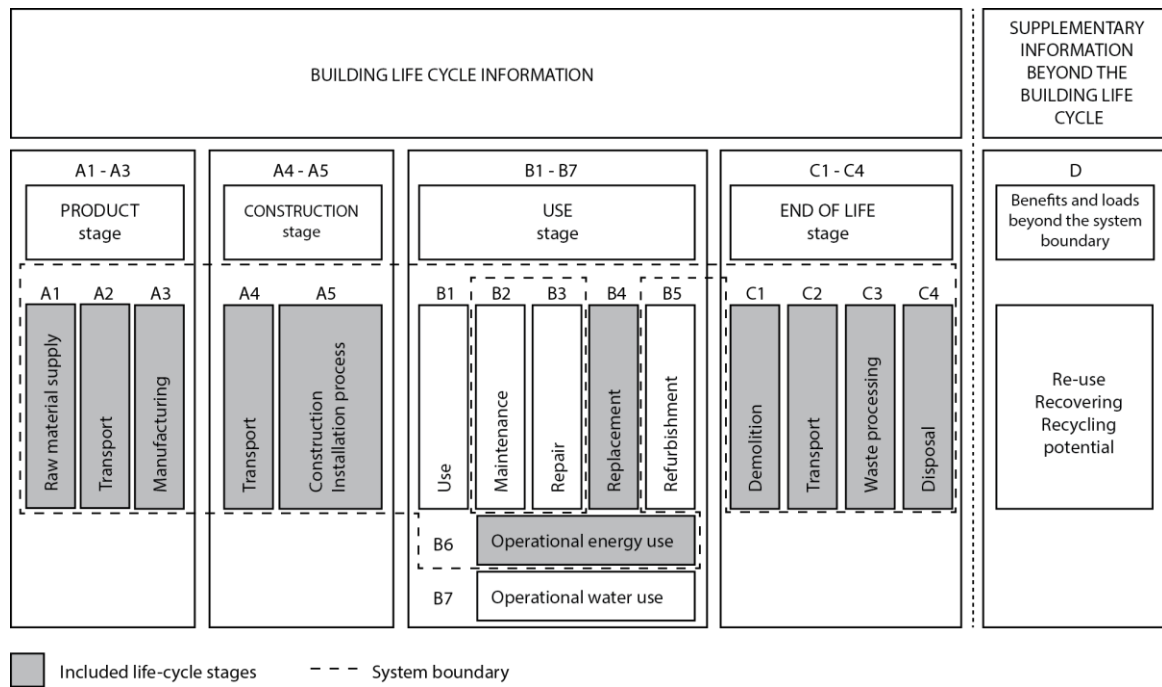 BUILDING LIFE CYCLE INFORMATION
SUPPLEMENTARY
INFORMATION
BEYOND THE
BUILDING LIFE
CYCLE
A1 - A3
PRODUCT
stage
A4 - A5
CONSTRUCTION
stage
B1 - B7
USE
stage
C1 - C4
END OF LIFE
stage
D
Benefits and loads
beyond the system
boundary
A1
Raw material supply
A2
Transport
A3
Manufacturing
A4
Transport
A5
Construction
Installation process
B1
Use
B2
Maintenance
B3
Repair
B4
Replacement
B5
Refurbishment
B6
Operational energy use
B7
Operational water use
C1
Demolition
C2
Transport
C3
Waste processing
C4
Disposal
Re-use
Recovering
Recycling
potential
Included life-cycle stages
System boundary